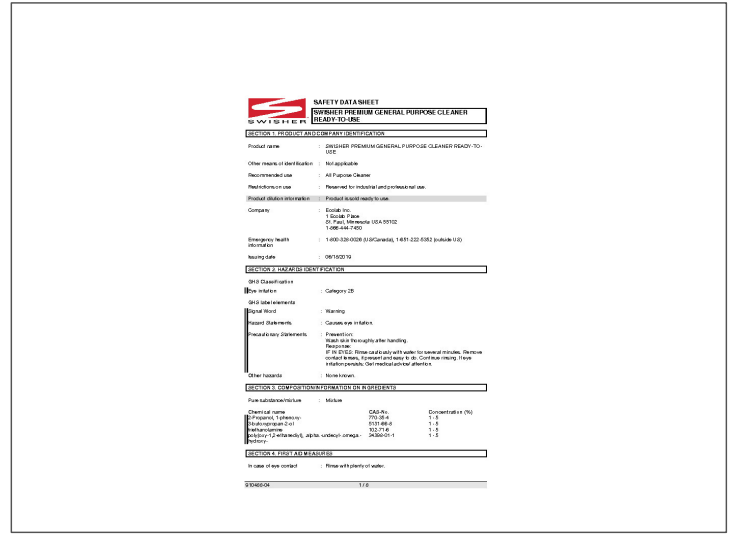 SAFETY DATA SHEET
SWISHER PREMIUM GENERAL PURPOSE CLEANER
READY-TO-USE
SWISHER
SECTION 1. PRODUCT AND COMPANY IDENTIFICATION
Product name : SWISHER PREMIUM GENERAL PURPOSE CLEANER READY-TO-
USE
Other means of identification : Not applicable
Recommended use : All Purpose Cleaner
Restrictions on use : Reserved for industrial and professional use.
Product dilution information : Product is sold ready to use.
Company : Ecolab Inc.
1 Ecolab Place
St. Paul, Minnesota USA 55102
1-866-444-7450
Emergency health : 1-800-328-0026 (US/Canada), 1-651-222-5352 (outside US)
information
Issuing date : 06/15/2019
SECTION 2. HAZARDS IDENTIFICATION
GHS Classification
Eye irritation : Category 2B
GHS label elements
Signal Word : Warning
Hazard Statements : Causes eye irritation.
Precautionary Statements : Prevention:
Wash skin thoroughly after handling.
Response:
IF IN EYES: Rinse cautiously with water for several minutes. Remove
contact lenses, if present and easy to do. Continue rinsing. If eye
irritation persists: Get medical advice/ attention.
Other hazards : None known.
SECTION 3. COMPOSITION/INFORMATION ON INGREDIENTS
Pure substance/mixture : Mixture
Chemical name CAS-No. Concentration (%)
2-Propanol, 1-phenoxy- 770-35-4 1 - 5
3-butoxypropan-2-ol 5131-66-8 1 - 5
triethanolamine 102-71-6 1 - 5
poly(oxy-1,2-ethanediyl), .alpha.-undecyl-.omega.- 34398-01-1 1 - 5
hydroxy-
SECTION 4. FIRST AID MEASURES
In case of eye contact : Rinse with plenty of water.
910486-04 1 / 8